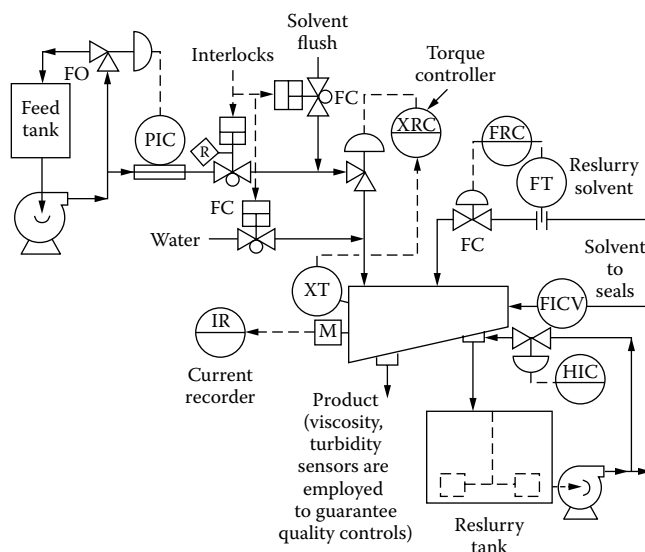 Solvent
flush
Interlocks
Torque
controller
FO
FC
XRC
FRC
Feed
tank
PIC
R
FT
Reslurry
solvent
FC
FC
Water
Solvent
to
seals
XT
FICV
IR
M
Current
recorder
HIC
Product
(viscosity,
turbidity
sensors are
employed
to guarantee
quality controls)
Reslurry
tank